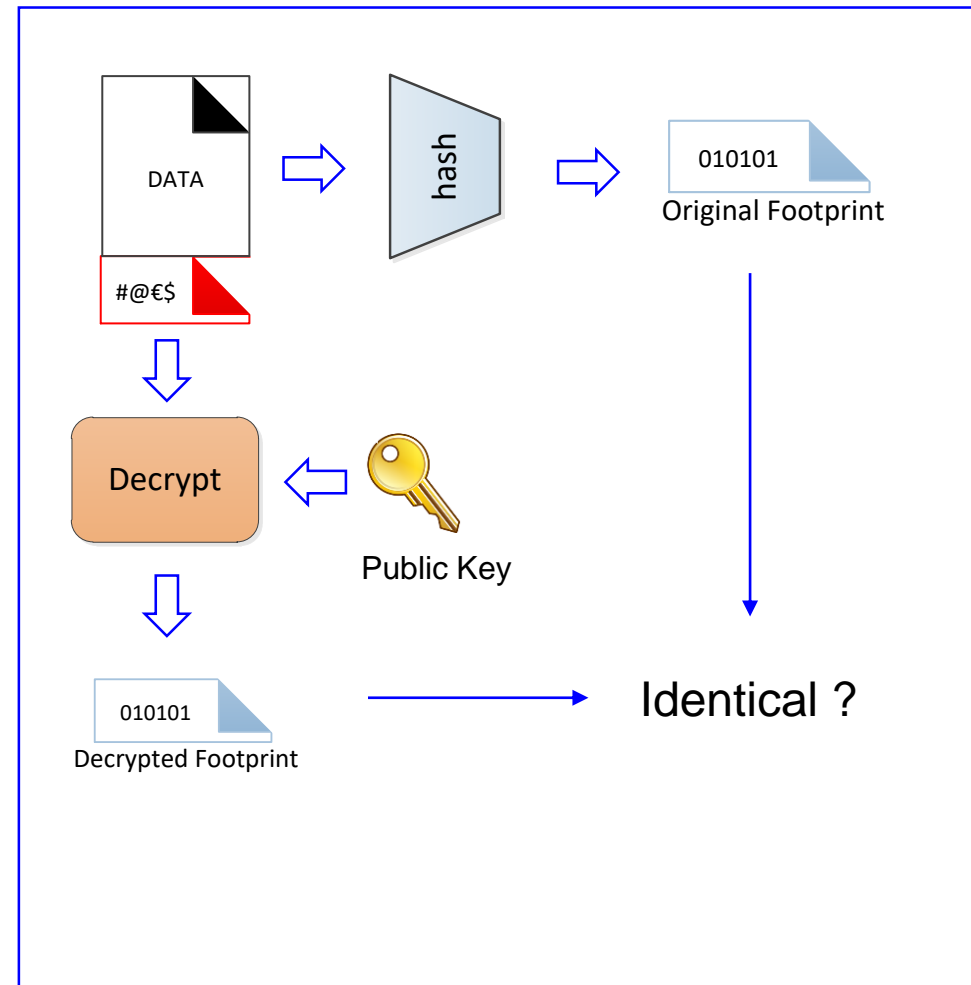 DATA
hash
010101
Original Footprint
#@€$
Decrypt
Public Key
010101
Decrypted Footprint
Identical ?